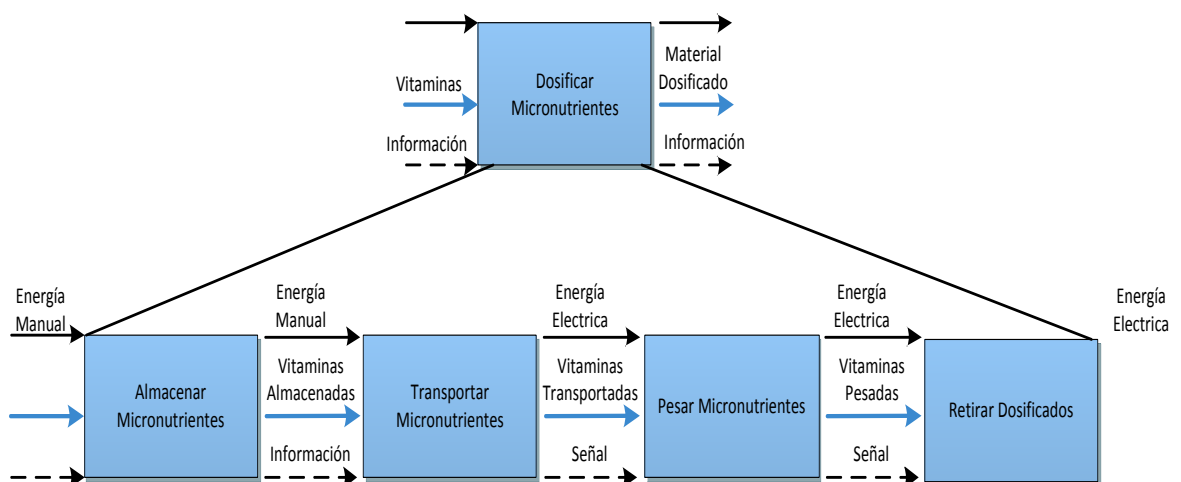 Vitaminas
Información
Dosificar
Micronutrientes
Material
Dosificado
Información
Energía
Manual
Energía
Manual
Energía
Electrica
Energía
Electrica
Energía
Electrica
Almacenar
Micronutrientes
Vitaminas
Almacenadas
Información
Transportar
Micronutrientes
Vitaminas
Transportadas
Señal
Pesar Micronutrientes
Vitaminas
Pesadas
Señal
Retirar Dosificados